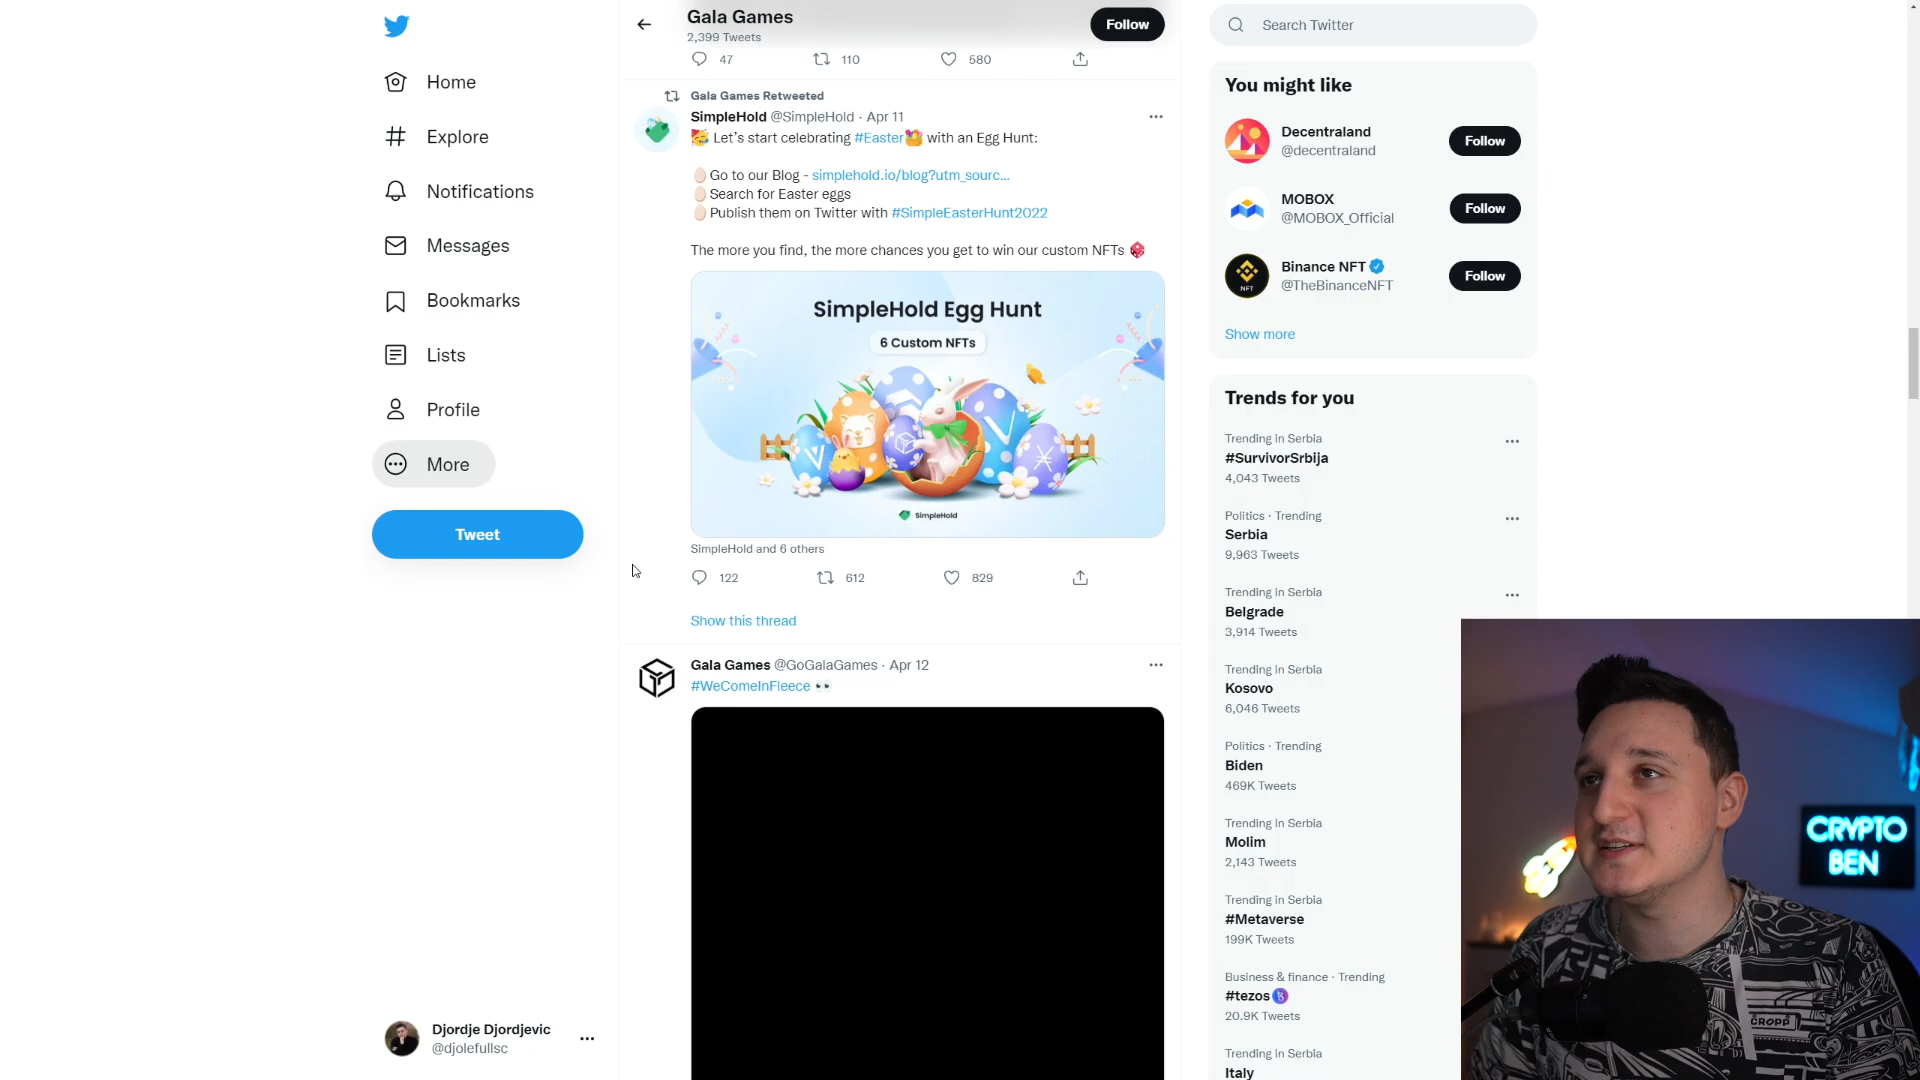 Home
Explore
Notifications
Messages
Bookmarks
Lists
Profile
More
Tweet
Djordje Djordjevic
@djolefullsc
Gala Games
2,399 Tweets
Follow
47 110 580
Gala Games Retweeted
SimpleHold @SimpleHold · Apr 11
🥳 Let's start celebrating #Easter with an Egg Hunt:
🥚Go to our Blog - simplehold.io/blog?utm_sourc...
🥚Search for Easter eggs
🥚Publish them on Twitter with #SimpleEasterHunt2022
The more you find, the more chances you get to win our custom NFTs 🎲
SimpleHold Egg Hunt
6 Custom NFTs
SimpleHold
SimpleHold and 6 others
122 612 829
Show this thread
Gala Games @GoGalaGames · Apr 12
#WeComeInFleece 👀
Search Twitter
You might like
Decentraland
@decentraland
Follow
MOBOX
@MOBOX_Official
Follow
NFT
Binance NFT
@TheBinanceNFT
Follow
Show more
Trends for you
Trending in Serbia
#SurvivorSrbija
4,043 Tweets
Politics · Trending
Serbia
9,963 Tweets
Trending in Serbia
Belgrade
3,914 Tweets
Trending in Serbia
Kosovo
6,046 Tweets
Politics · Trending
Biden
469K Tweets
Trending in Serbia
Molim
2,143 Tweets
Trending in Serbia
#Metaverse
199K Tweets
Business & finance · Trending
#tezos
20.9K Tweets
Trending in Serbia
Italy
CRYPTO
BEN
CROPP